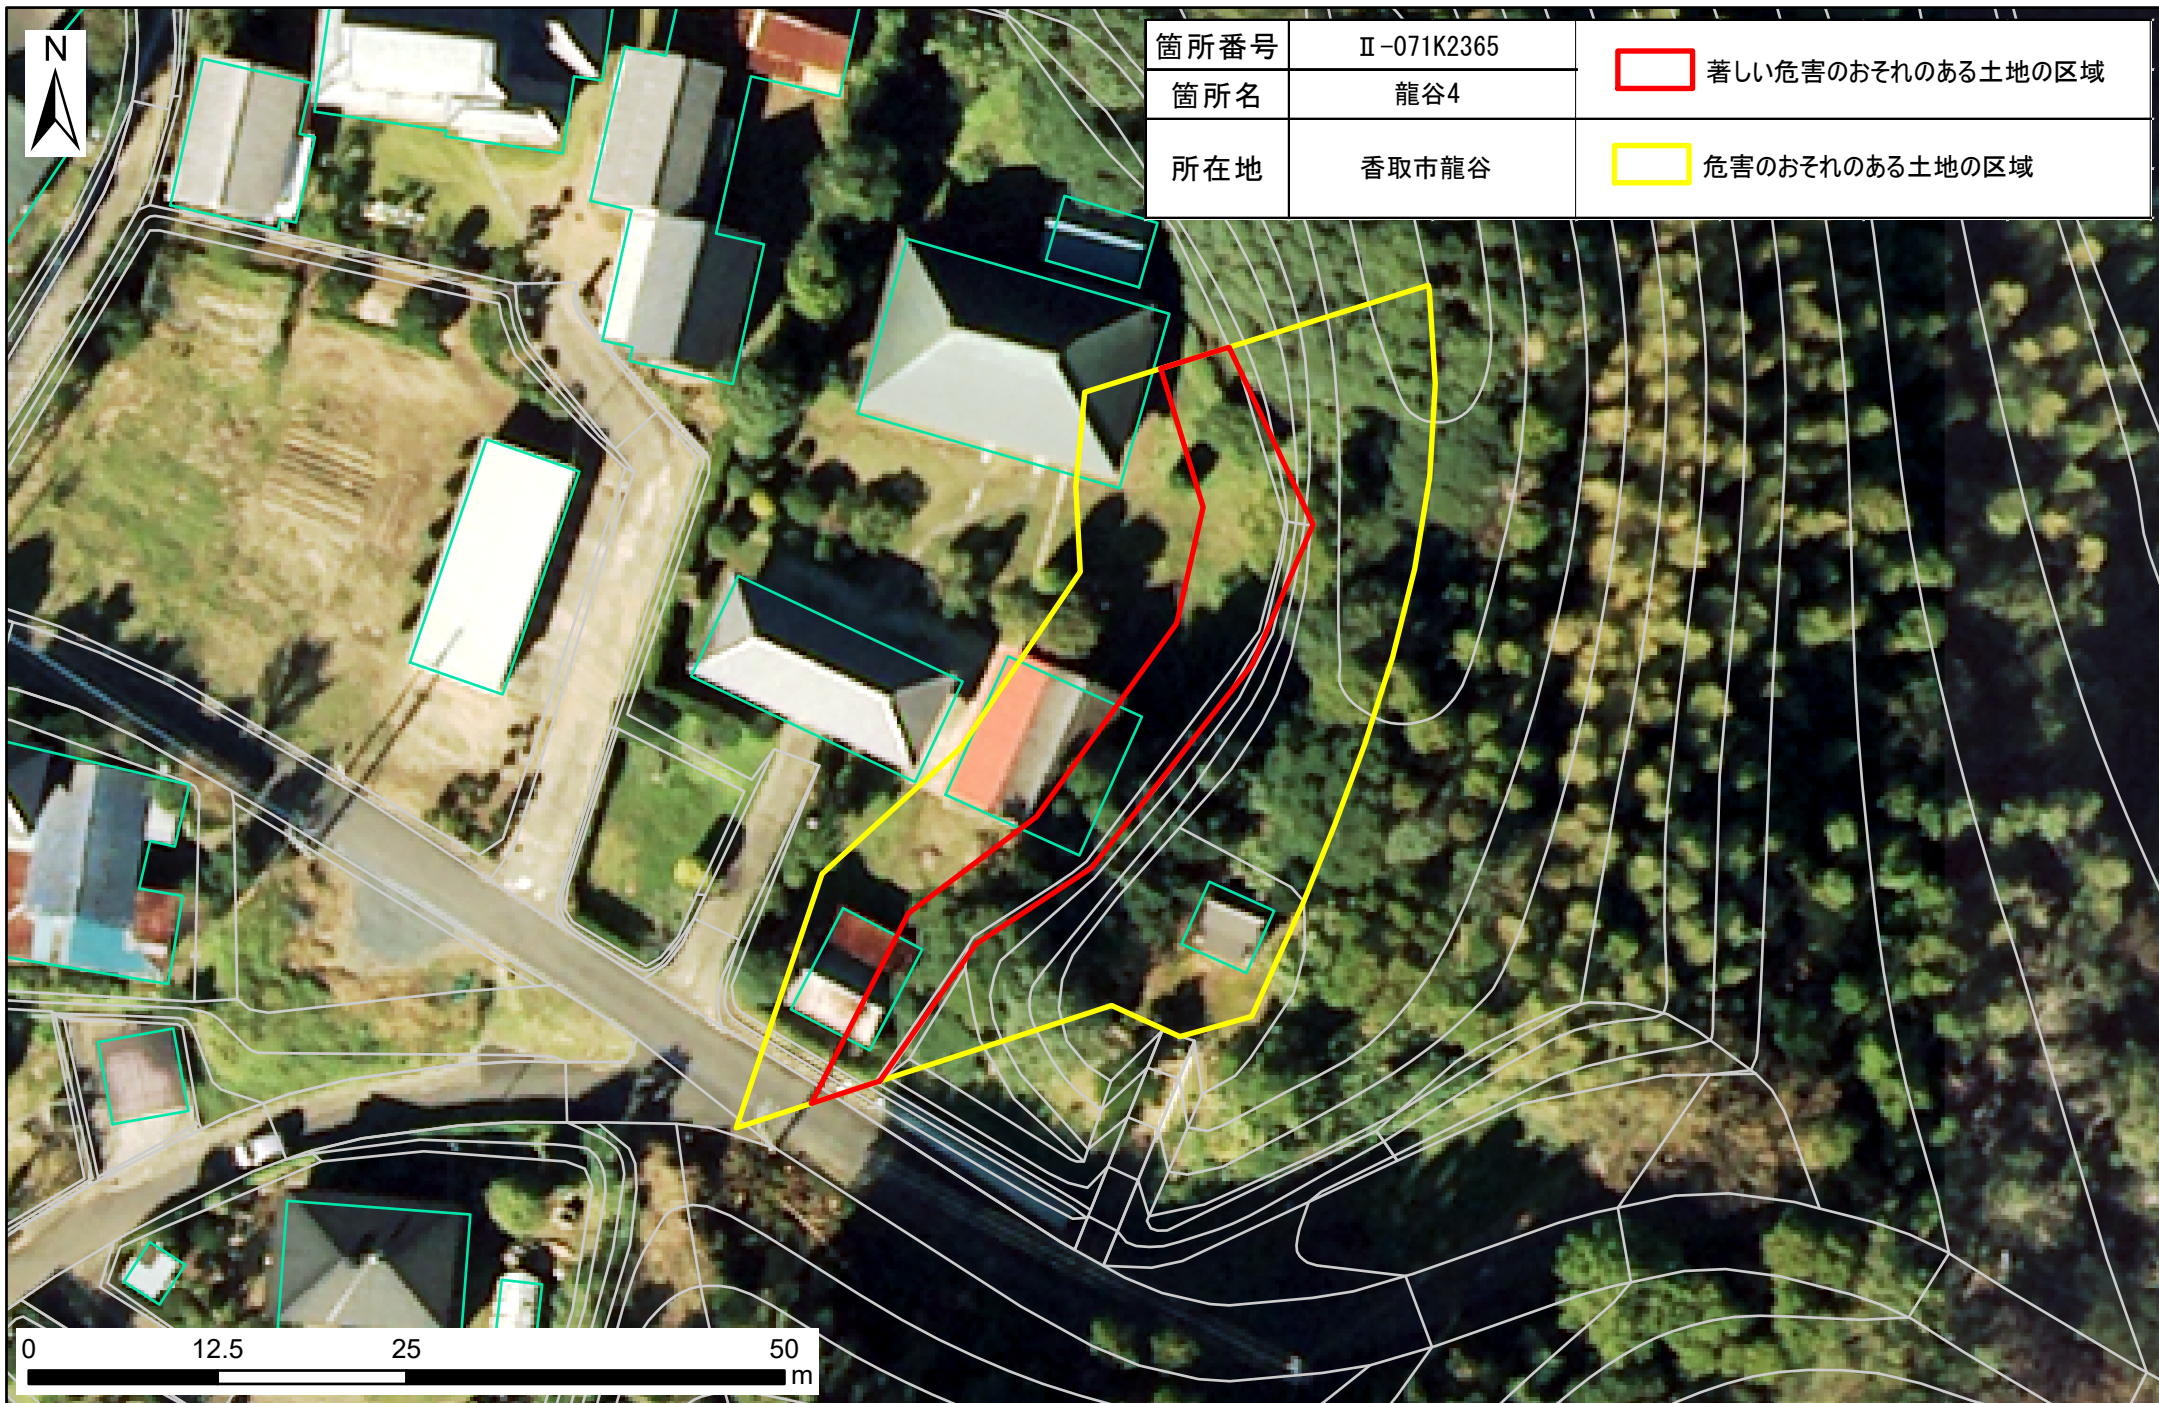 N
箇所番号 Ⅱ-071K2365
箇所名 龍谷4
所在地 香取市龍谷
著しい危害のおそれのある土地の区域
危害のおそれのある土地の区域
0 12.5 25 50
m